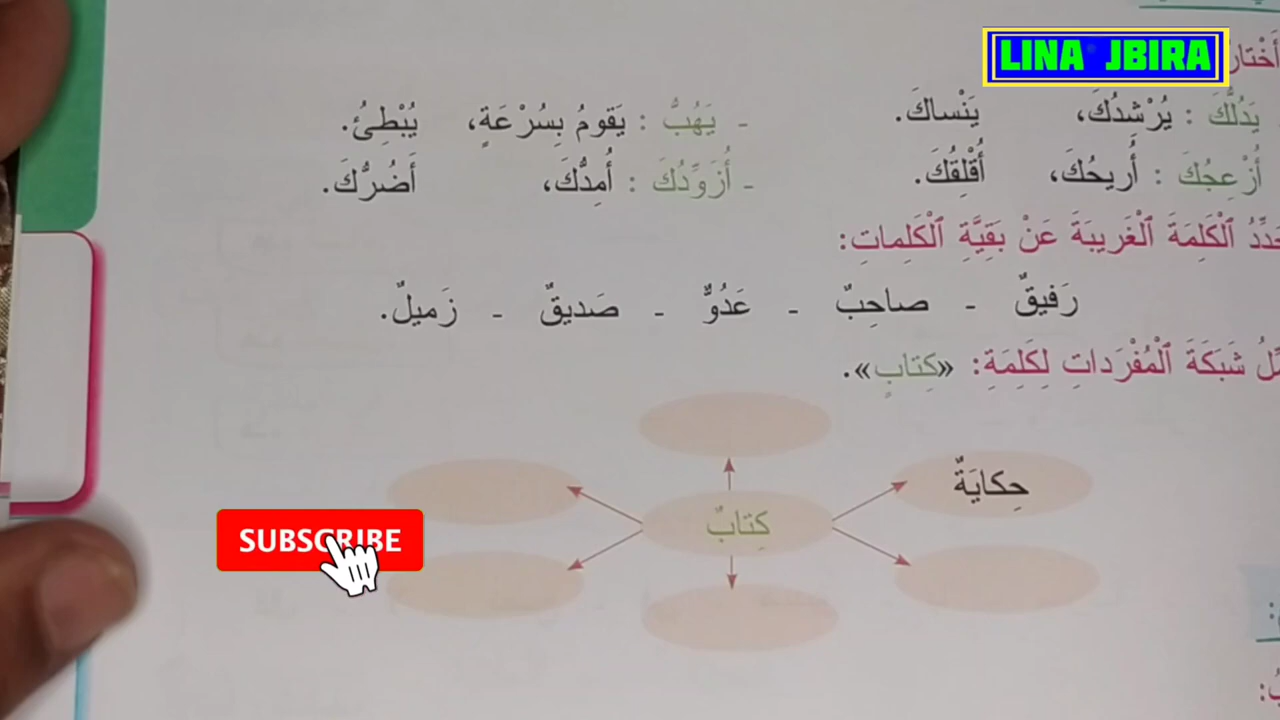 LINA JBIRA
يَدُلُّكَ : يُرْشِدُكَ، يَنْساكَ. - يَهُبُّ : يَقومُ بِسُرْعَةٍ، يُبْطِئُ.
أُزْعِجُكَ : أُريحُكَ، أُقْلِقُكَ. - أُزَوِّدُكَ : أُمِدُّكَ، أَضُرُّكَ.
ٱلْكَلِمَةَ ٱلْغَريبَةَ عَنْ بَقِيَّةِ ٱلْكَلِماتِ:
رَفيقٌ - صاحِبٌ - عَدُوٌّ - صَديقٌ - زَميلٌ.
شَبَكَةَ ٱلْمُفْرَداتِ لِكَلِمَةِ: «كِتابٍ».
حِكايَةٌ
كِتابٌ
SUBSCRIBE